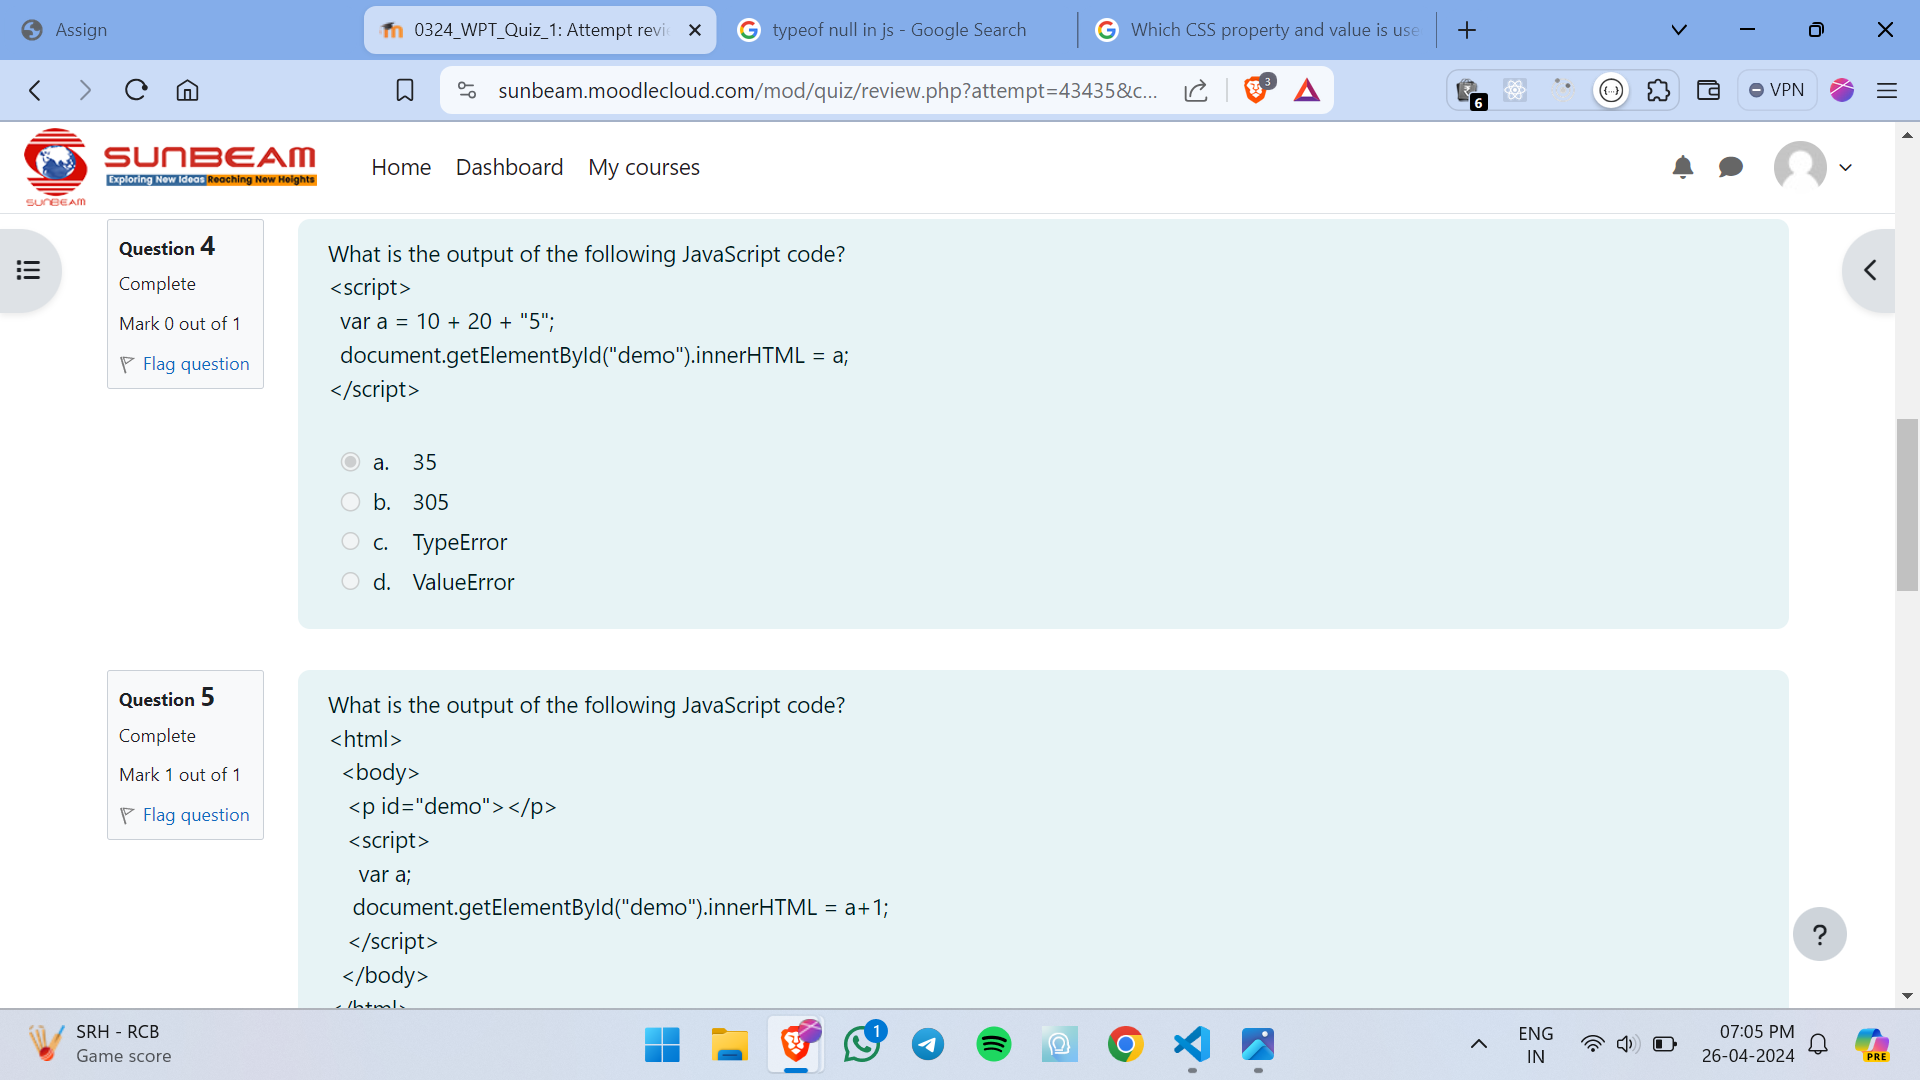 Assign
0324_WPT_Quiz_1: Attempt revi
typeof null in js - Google Search
Which CSS property and value is use
sunbeam.moodlecloud.com/mod/quiz/review.php?attempt=43435&c...
3
6
VPN
SUNBEAM
Exploring New Ideas Reaching New Heights
SUNBEAM
Home
Dashboard
My courses
Question 4
Complete
Mark 0 out of 1
Flag question
What is the output of the following JavaScript code?
<script>
var a = 10 + 20 + "5";
document.getElementById("demo").innerHTML = a;
</script>
a. 35
b. 305
c. TypeError
d. ValueError
Question 5
Complete
Mark 1 out of 1
Flag question
What is the output of the following JavaScript code?
<html>
<body>
<p id="demo"></p>
<script>
var a;
document.getElementById("demo").innerHTML = a+1;
</script>
</body>
</html>
?
SRH - RCB
Game score
1
ENG
IN
07:05 PM
26-04-2024
PRE